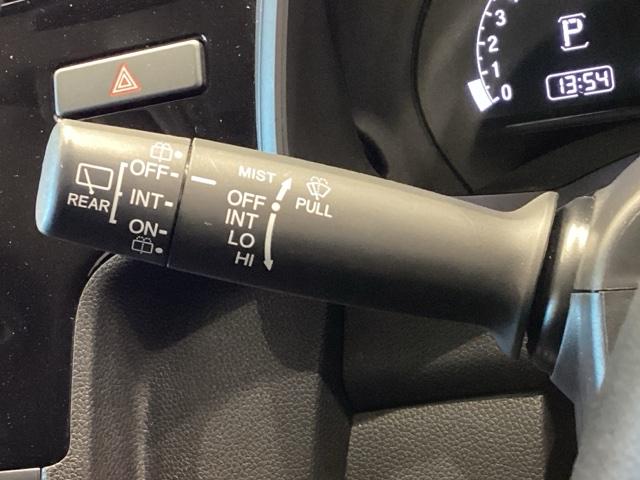 3
2
1
0
P
13:54
REAR
OFF-
INT-
ON-
MIST
OFF
INT
LO
HI
PULL